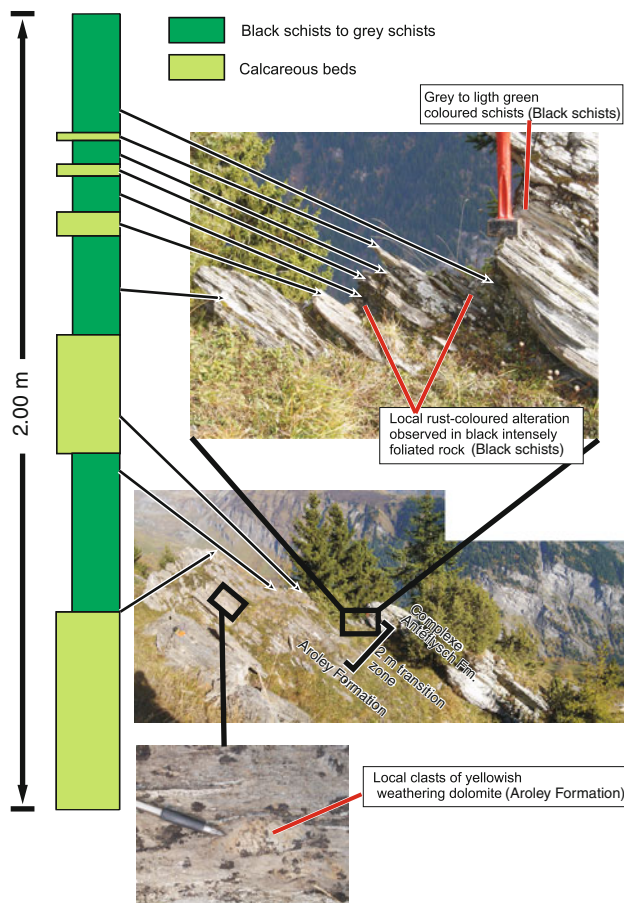 Black schists to grey schists
Calcareous beds
Grey to ligth green
coloured schists (Black schists)
2.00 m
Local rust-coloured alteration
observed in black intensely
foliated rock (Black schists)
Complexe
Antéflysch Fm.
2 m transition
zone
Aroley Formation
Local clasts of yellowish
weathering dolomite (Aroley Formation)